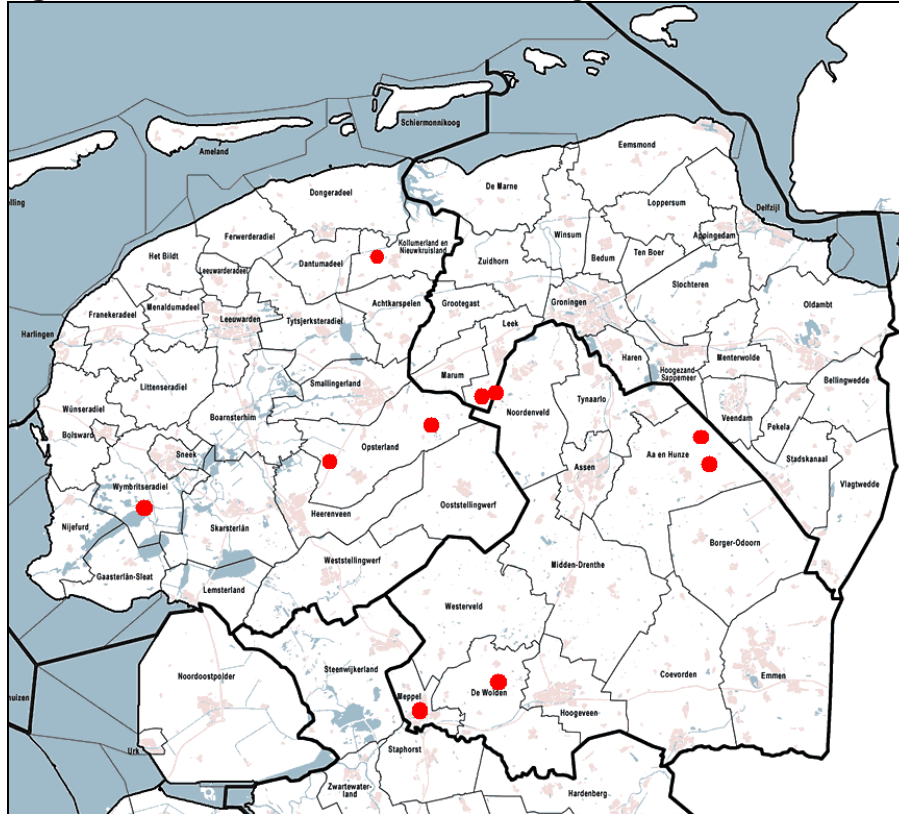 Schiermonnikoog
Ameland
elling
Eemsmond
Dongeradeel
De Marne
Loppersum
Delfzijl
Ferwerderadiel
Kollumerland en
Nieuwkruisland
Winsum
Appingedam
Het Bildt
Dantumadeel
Zuidhorn
Bedum
Ten Boer
Leeuwarderadeel
Slochteren
Menaldumadeel
Achtkarspelen
Grootegast
Groningen
Oldambt
Franekeradeel
Leeuwarden
Tytsjerksteradiel
Leek
Harlingen
Haren
Menterwolde
Hoogezand-
Sappemeer
Marum
Bellingwedde
Littenseradiel
Smallingerland
Tynaarlo
Wûnseradiel
Boarnsterhim
Noordenveld
Veendam
Pekela
Bolsward
Opsterland
Sneek
Aa en Hunze
Stadskanaal
Assen
Vlagtwedde
Wymbritseradiel
Ooststellingwerf
Heerenveen
Nijefurd
Skarsterlân
Borger-Odoorn
Weststellingwerf
Midden-Drenthe
Gaasterlân-Sleat
Lemsterland
Westerveld
Steenwijkerland
Noordoostpolder
Coevorden
Emmen
De Wolden
Meppel
huizen
Hoogeveen
Urk
Staphorst
Zwartewater-
land
Hardenberg